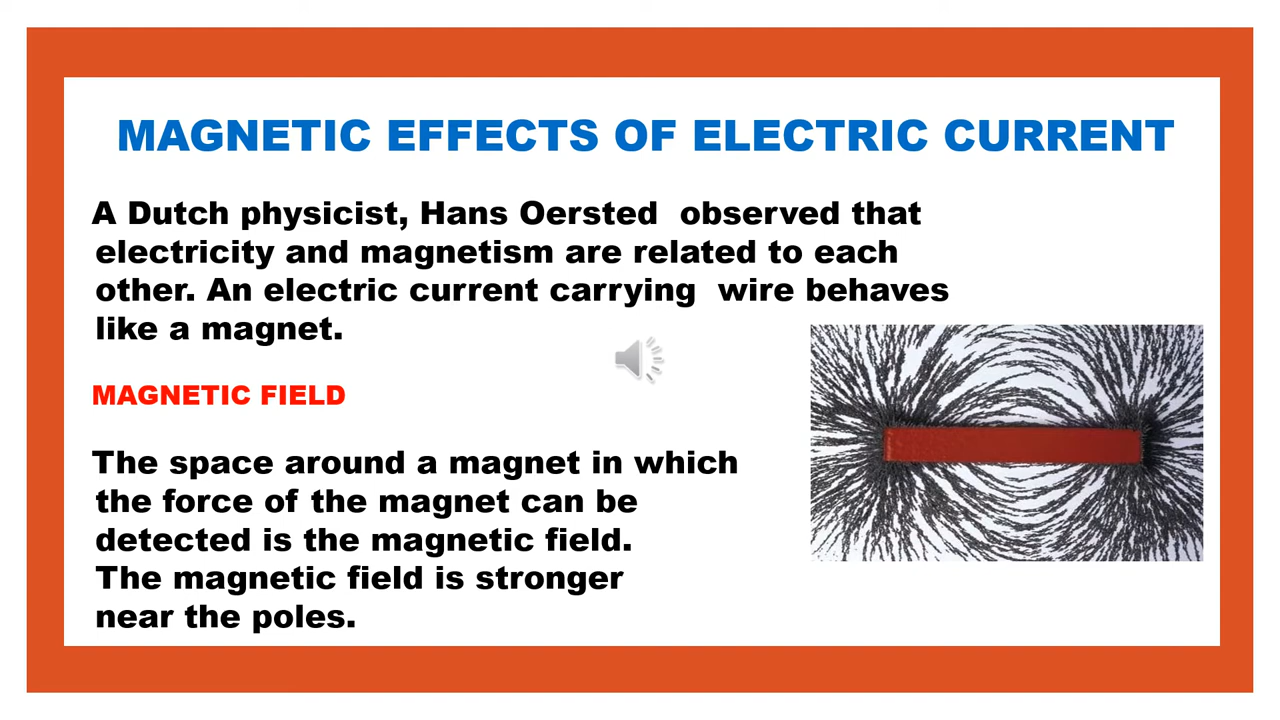 MAGNETIC EFFECTS OF ELECTRIC CURRENT
A Dutch physicist, Hans Oersted observed that
electricity and magnetism are related to each
other. An electric current carrying wire behaves
like a magnet.
MAGNETIC FIELD
The space around a magnet in which
the force of the magnet can be
detected is the magnetic field.
The magnetic field is stronger
near the poles.